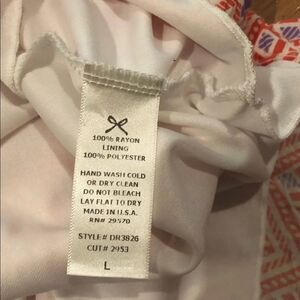 100% RAYON
LINING
100% POLYESTER
HAND WASH COLD
OR DRY CLEAN
DO NOT BLEACH
LAY FLAT TO DRY
MADE IN U.S.A.
RN# 29570
STYLE# DR3826
CUT# 2953
L